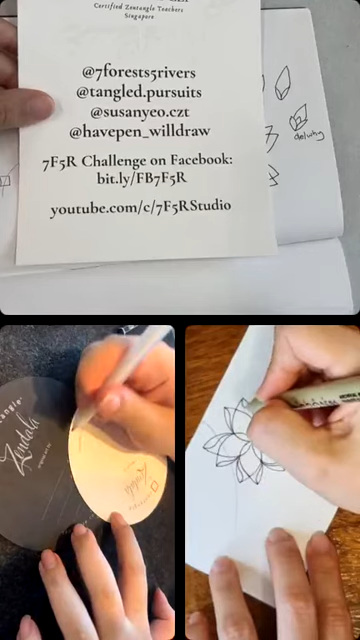 Certified Zentangle Teachers
Singapore
@7forests5rivers
@tangled.pursuits
@susanyeo.czt
@havepen_willdraw
7F5R Challenge on Facebook:
bit.ly/FB7F5R
youtube.com/c/7F5RStudio
Zendala